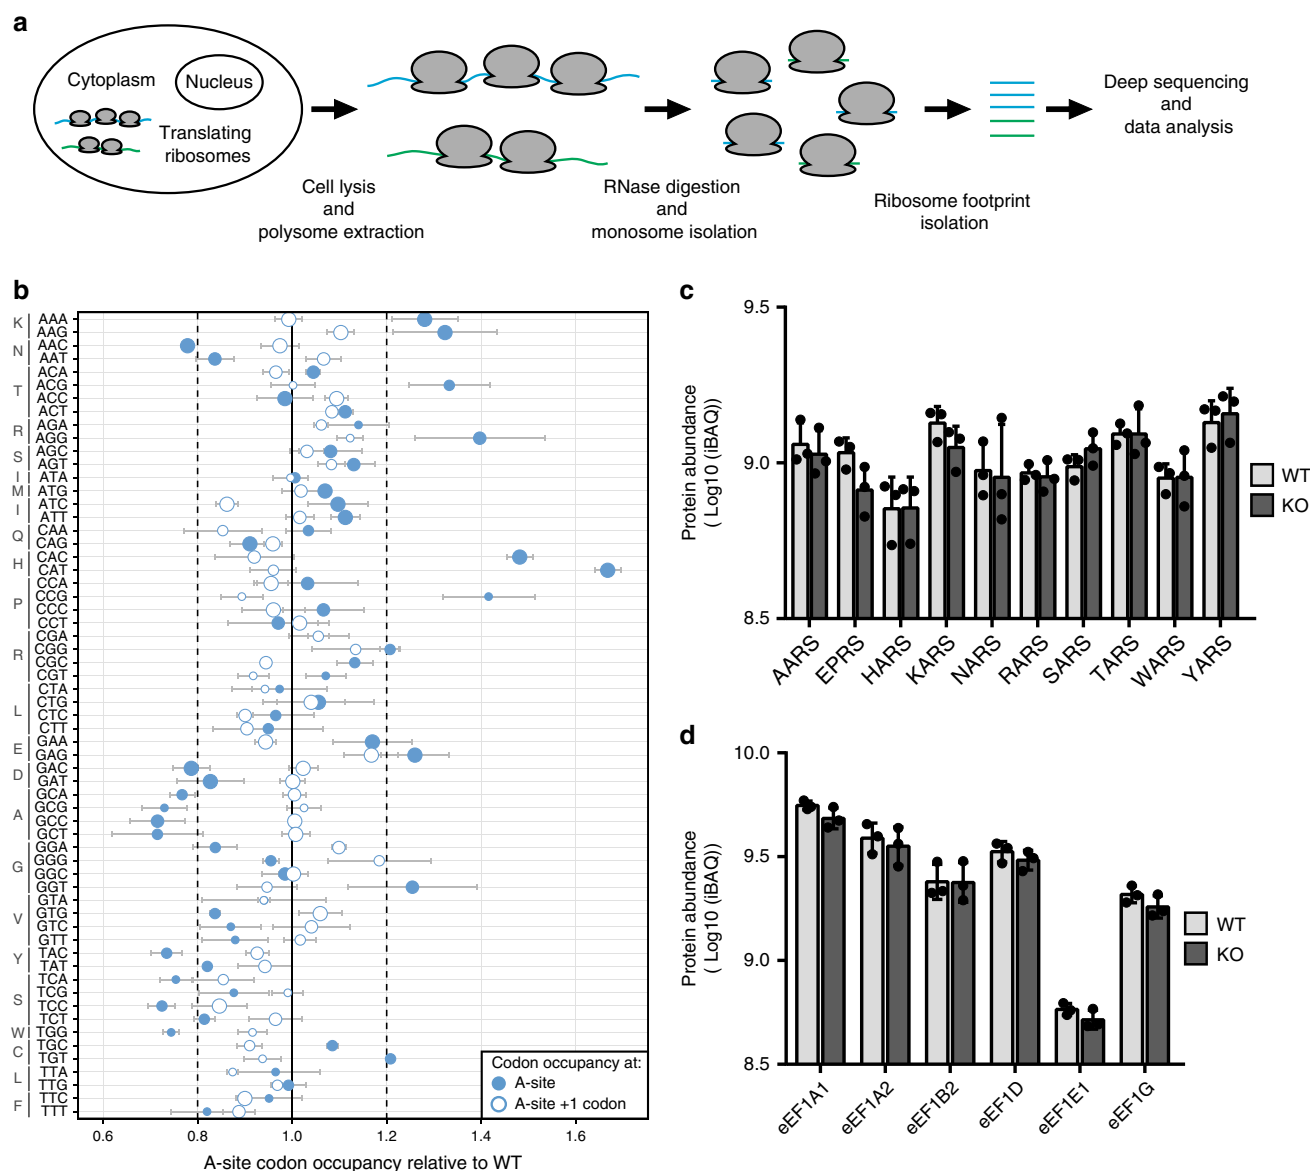 a
Cytoplasm
Nucleus
Translating
ribosomes
Cell lysis
and
polysome extraction
RNase digestion
and
monosome isolation
Ribosome footprint
isolation
Deep sequencing
and
data analysis
b
K
AAA
AAG
N
AAC
AAT
T
ACA
ACG
ACC
ACT
R
AGA
AGG
S
AGC
AGT
I
ATA
M
ATG
I
ATC
ATT
Q
CAA
CAG
H
CAC
CAT
P
CCA
CCG
CCC
CCT
R
CGA
CGG
CGC
CGT
L
CTA
CTG
CTC
CTT
E
GAA
GAG
D
GAC
GAT
A
GCA
GCG
GCC
GCT
G
GGA
GGG
GGC
GGT
V
GTA
GTG
GTC
GTT
Y
TAC
TAT
S
TCA
TCG
TCC
TCT
W
TGG
C
TGC
TGT
L
TTA
TTG
F
TTC
TTT
Codon occupancy at:
A-site
A-site +1 codon
0.6 0.8 1.0 1.2 1.4 1.6
A-site codon occupancy relative to WT
c
Protein abundance
( Log10 (iBAQ))
9.5
9.0
8.5
AARS EPRS HARS KARS NARS RARS SARS TARS WARS YARS
WT
KO
d
Protein abundance
( Log10 (iBAQ))
10.0
9.5
9.0
8.5
eEF1A1 eEF1A2 eEF1B2 eEF1D eEF1E1 eEF1G
WT
KO